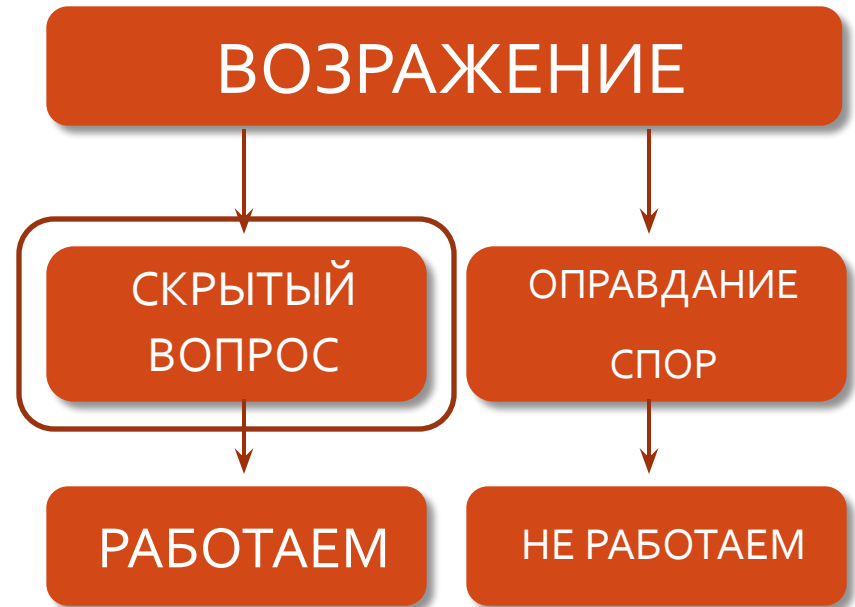 ВОЗРАЖЕНИЕ
СКРЫТЫЙ
ВОПРОС
ОПРАВДАНИЕ
СПОР
РАБОТАЕМ
НЕ РАБОТАЕМ